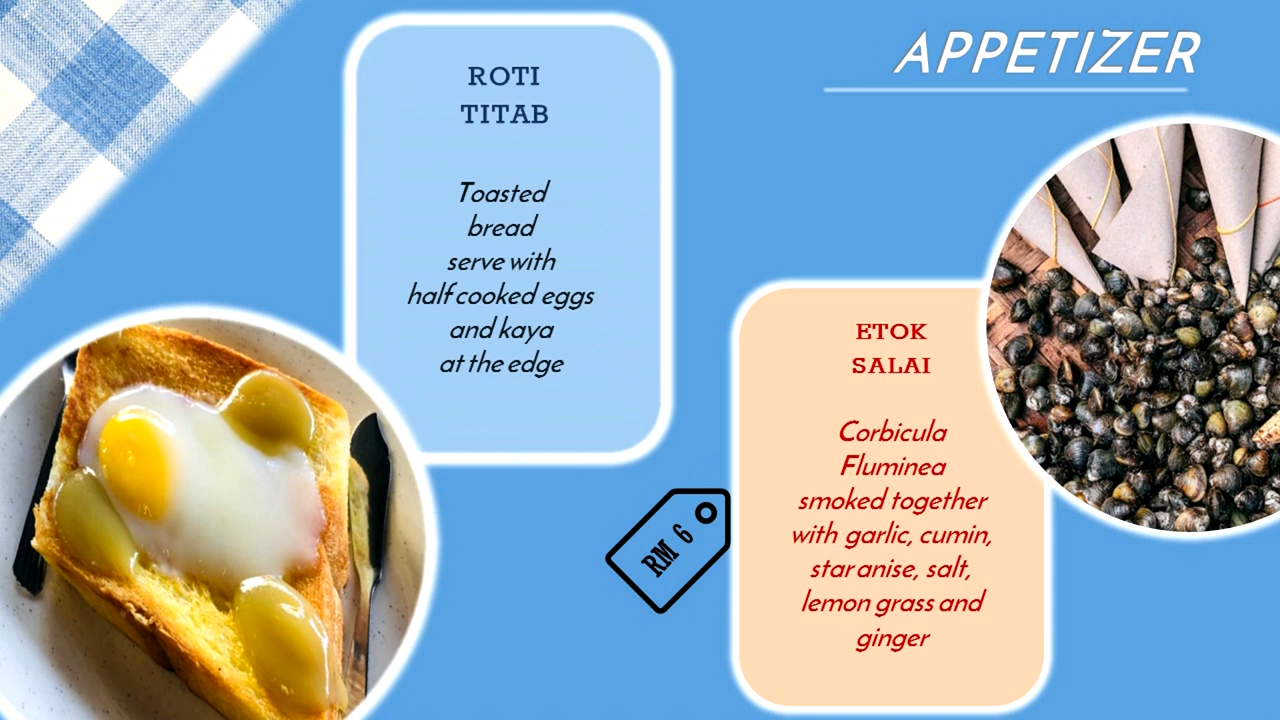 APPETIZER
ROTI
TITAB
Toasted
bread
serve with
half cooked eggs
and kaya
at the edge
RM 6
ETOK
SALAI
Corbicula
Fluminea
smoked together
with garlic, cumin,
star anise, salt,
lemon grass and
ginger